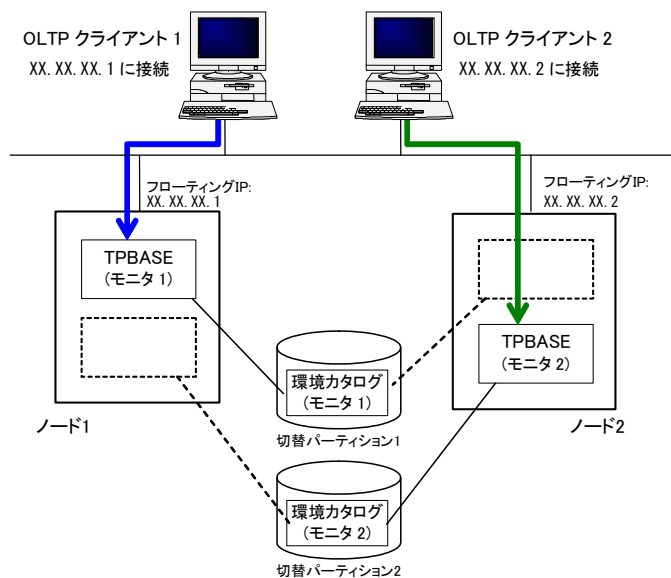 OLTP クライアント 1
XX. XX. XX. 1 に接続
OLTP クライアント 2
XX. XX. XX. 2 に接続
フローティングIP:
XX. XX. XX. 1
フローティングIP:
XX. XX. XX. 2
TPBASE
(モニタ 1)
TPBASE
(モニタ 2)
環境カタログ
(モニタ 1)
切替パーティション1
ノード1
ノード2
環境カタログ
(モニタ 2)
切替パーティション2